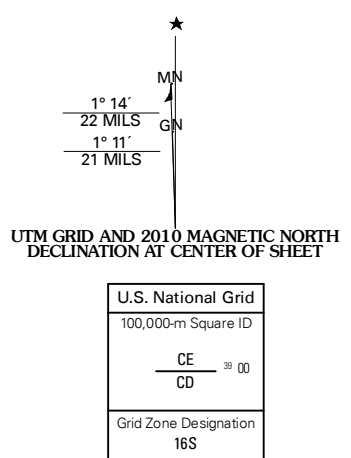 MN
1° 14´
22 MILS
GN
1° 11´
21 MILS
UTM GRID AND 2010 MAGNETIC NORTH
DECLINATION AT CENTER OF SHEET
U.S. National Grid
100,000-m Square ID
CE
39 00
CD
Grid Zone Designation
16S